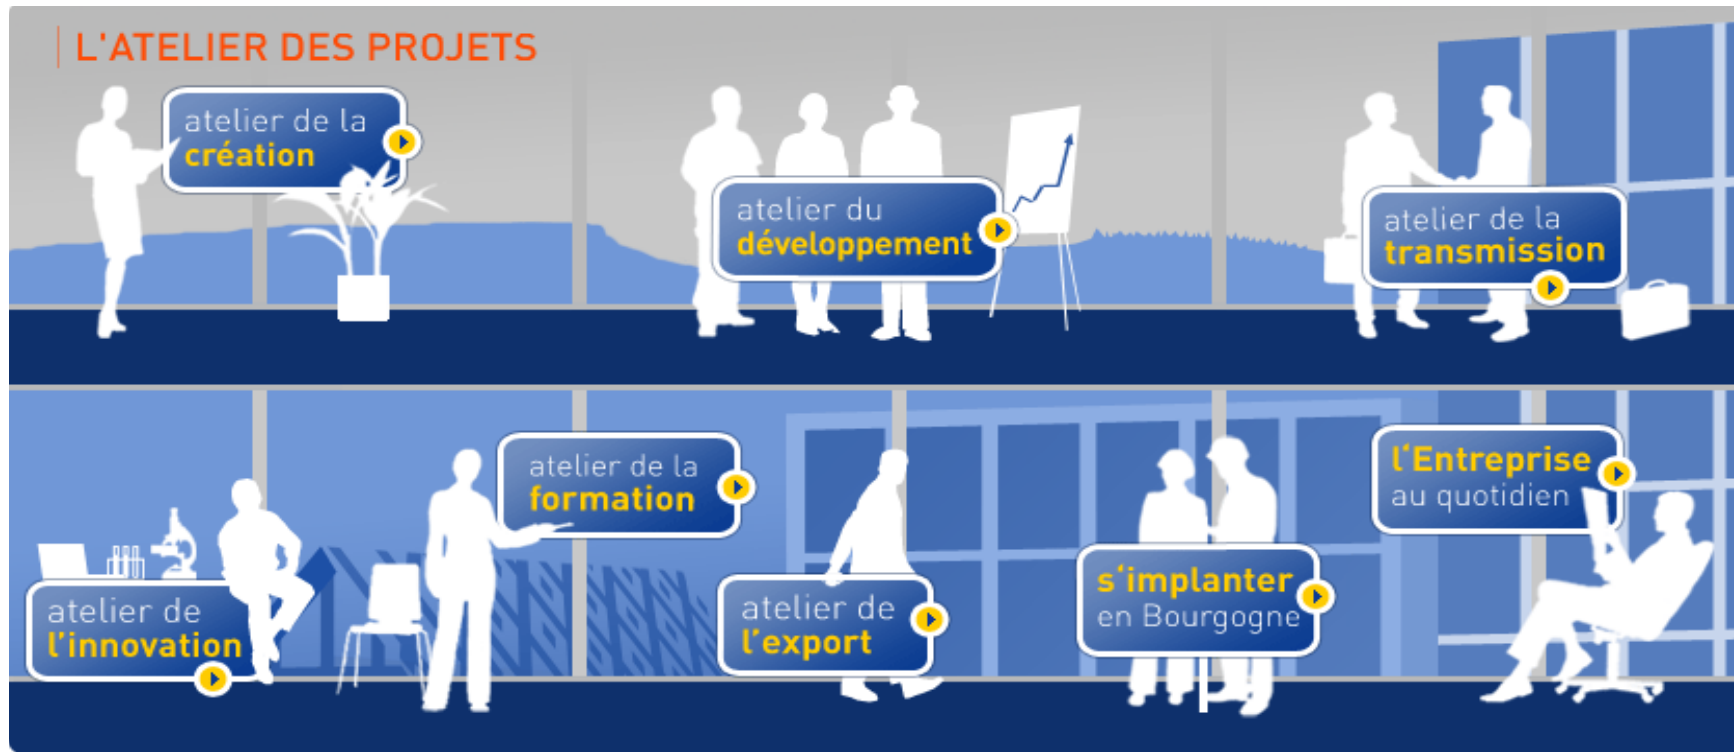 L'ATELIER DES PROJETS
atelier de la
création
atelier du
développement
atelier de la
transmission
atelier de la
formation
l'Entreprise
au quotidien
atelier de
l'innovation
atelier de
l'export
s'implanter
en Bourgogne